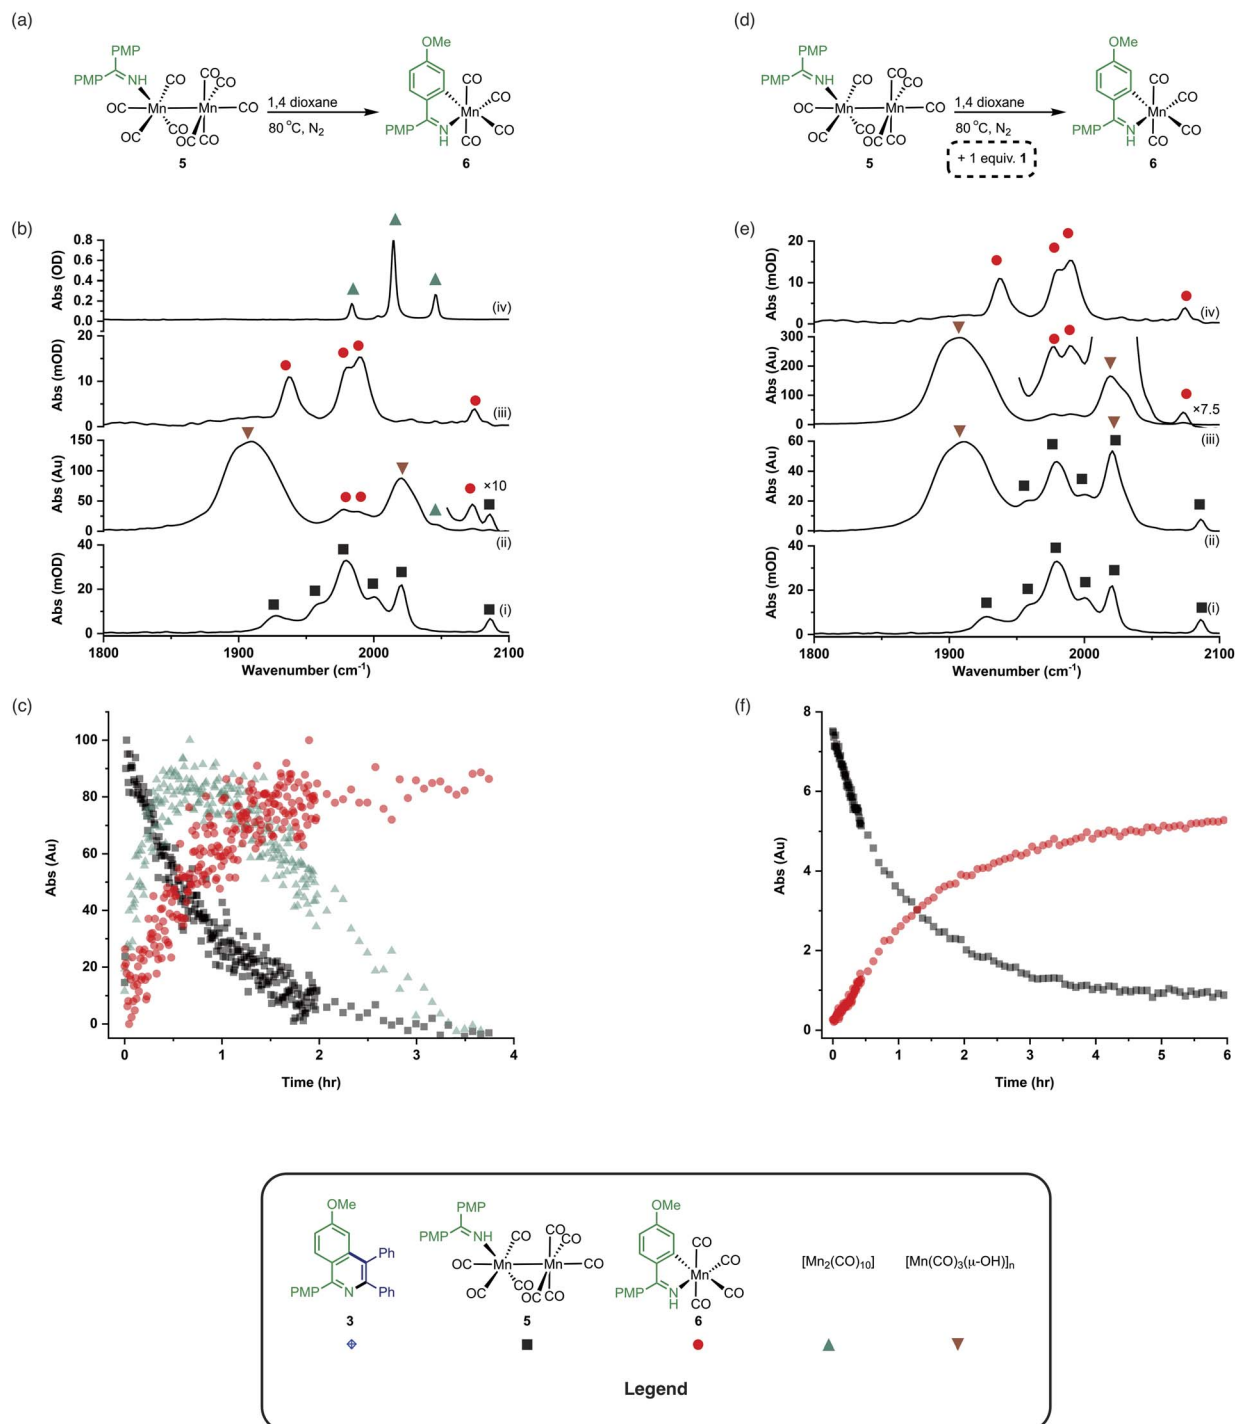 (a)
PMP
PMP
NH
CO
CO
CO
CO
OC
Mn
Mn
CO
OC
CO
OC
CO
5
1,4 dioxane
80 °C, N2
OMe
CO
CO
Mn
PMP
N
H
CO
CO
6
(d)
PMP
PMP
NH
CO
CO
CO
CO
OC
Mn
Mn
CO
OC
CO
OC
CO
5
1,4 dioxane
80 °C, N2
+ 1 equiv. 1
OMe
CO
CO
Mn
PMP
N
H
CO
CO
6
(b)
Abs (OD)
0.8
0.6
0.4
0.2
0.0
(iv)
Abs (mOD)
20
10
0
(iii)
Abs (Au)
150
100
50
0
×10
(ii)
Abs (mOD)
40
20
0
(i)
1800 1900 2000 2100
Wavenumber (cm-1)
(e)
Abs (mOD)
20
10
0
(iv)
Abs (Au)
300
200
100
0
×7.5
(iii)
Abs (mOD)
60
40
20
0
(ii)
Abs (mOD)
40
20
0
(i)
1800 1900 2000 2100
Wavenumber (cm-1)
(c)
Abs (Au)
100
80
60
40
20
0
0 1 2 3 4
Time (hr)
(f)
Abs (Au)
8
6
4
2
0
0 1 2 3 4 5 6
Time (hr)
OMe
Ph
Ph
PMP
N
3
PMP
PMP
NH
CO
CO
CO
CO
OC
Mn
Mn
CO
OC
CO
OC
CO
5
OMe
CO
CO
Mn
PMP
N
H
CO
CO
6
[Mn2(CO)10]
[Mn(CO)3(μ-OH)]n
Legend